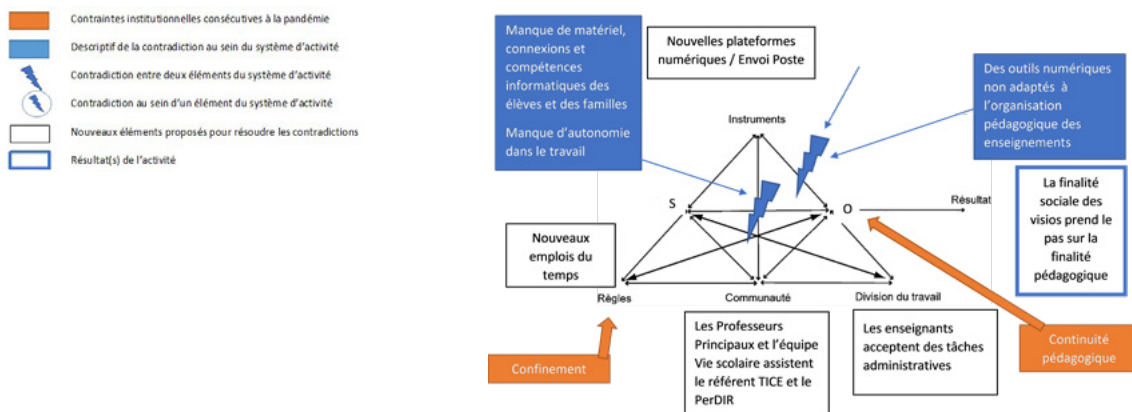 Contraintes institutionnelles consécutives à la pandémie
Descriptif de la contradiction au sein du système d'activité
Contradiction entre deux éléments du système d'activité
Contradiction au sein d'un élément du système d'activité
Nouveaux éléments proposés pour résoudre les contradictions
Résultat(s) de l'activité
Manque de matériel,
connexions et
compétences
informatiques des
élèves et des familles
Manque d'autonomie
dans le travail
Nouvelles plateformes
numériques / Envoi Poste
Des outils numériques
non adaptés à
l'organisation
pédagogique des
enseignements
Instruments
S
O
Résultat
La finalité
sociale des
visios prend le
pas sur la
finalité
pédagogique
Nouveaux
emplois du
temps
Règles
Communauté
Division du travail
Confinement
Les Professeurs
Principaux et l'équipe
Vie scolaire assistent
le référent TICE et le
PerDIR
Les enseignants
acceptent des tâches
administratives
Continuité
pédagogique